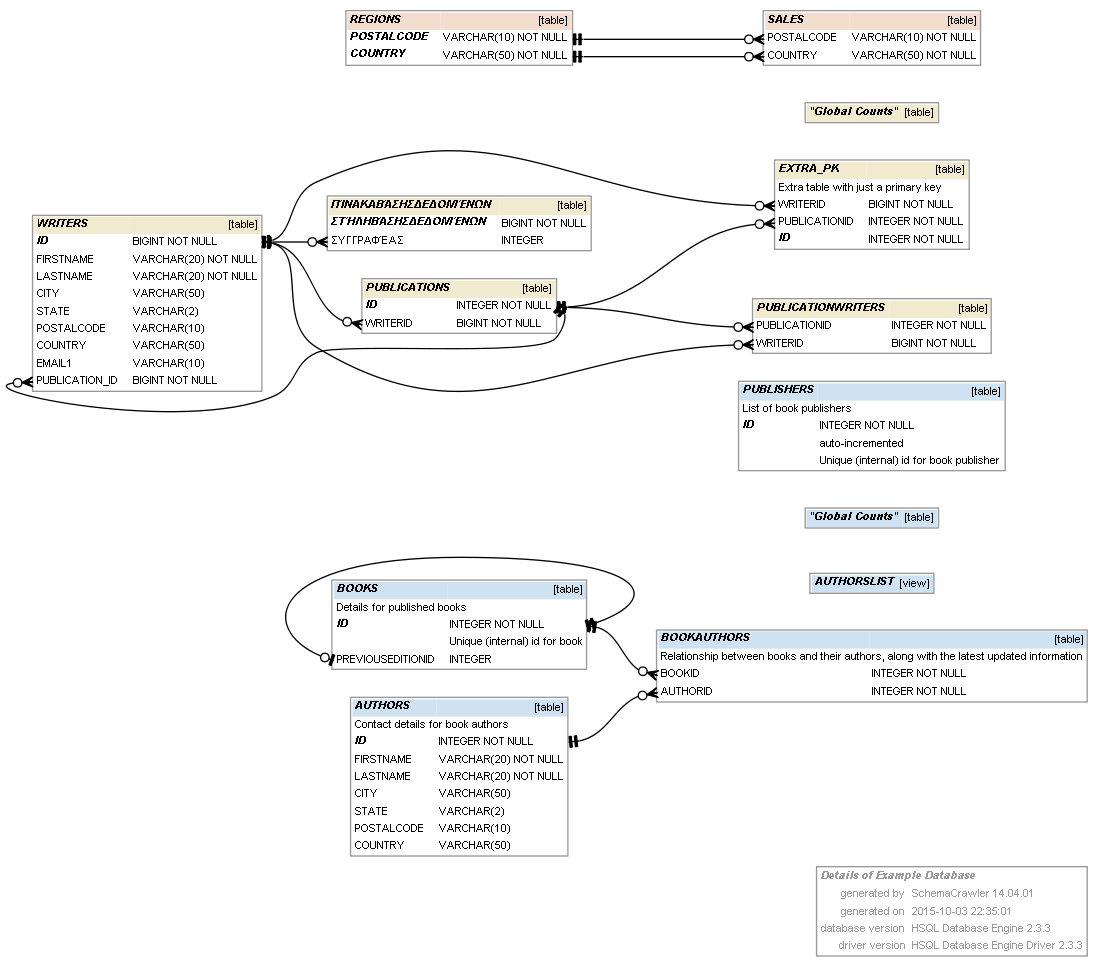 REGIONS [table]
POSTALCODE VARCHAR(10) NOT NULL
COUNTRY VARCHAR(50) NOT NULL
SALES [table]
POSTALCODE VARCHAR(10) NOT NULL
COUNTRY VARCHAR(50) NOT NULL
"Global Counts" [table]
EXTRA_PK [table]
Extra table with just a primary key
WRITERID BIGINT NOT NULL
PUBLICATIONID INTEGER NOT NULL
ID INTEGER NOT NULL
ΠΊΝΑΚΑΒΆΣΗΣΔΕΔΟΜΈΝΩΝ [table]
ΣΤΉΛΗΒΆΣΗΣΔΕΔΟΜΈΝΩΝ BIGINT NOT NULL
ΣΥΓΓΡΑΦΈΑΣ INTEGER
WRITERS [table]
ID BIGINT NOT NULL
FIRSTNAME VARCHAR(20) NOT NULL
LASTNAME VARCHAR(20) NOT NULL
CITY VARCHAR(50)
STATE VARCHAR(2)
POSTALCODE VARCHAR(10)
COUNTRY VARCHAR(50)
EMAIL1 VARCHAR(10)
PUBLICATION_ID BIGINT NOT NULL
PUBLICATIONS [table]
ID INTEGER NOT NULL
WRITERID BIGINT NOT NULL
PUBLICATIONWRITERS [table]
PUBLICATIONID INTEGER NOT NULL
WRITERID BIGINT NOT NULL
PUBLISHERS [table]
List of book publishers
ID INTEGER NOT NULL
auto-incremented
Unique (internal) id for book publisher
"Global Counts" [table]
AUTHORSLIST [view]
BOOKS [table]
Details for published books
ID INTEGER NOT NULL
Unique (internal) id for book
PREVIOUSEDITIONID INTEGER
BOOKAUTHORS [table]
Relationship between books and their authors, along with the latest updated information
BOOKID INTEGER NOT NULL
AUTHORID INTEGER NOT NULL
AUTHORS [table]
Contact details for book authors
ID INTEGER NOT NULL
FIRSTNAME VARCHAR(20) NOT NULL
LASTNAME VARCHAR(20) NOT NULL
CITY VARCHAR(50)
STATE VARCHAR(2)
POSTALCODE VARCHAR(10)
COUNTRY VARCHAR(50)
Details of Example Database
generated by SchemaCrawler 14.04.01
generated on 2015-10-03 22:35:01
database version HSQL Database Engine 2.3.3
driver version HSQL Database Engine Driver 2.3.3